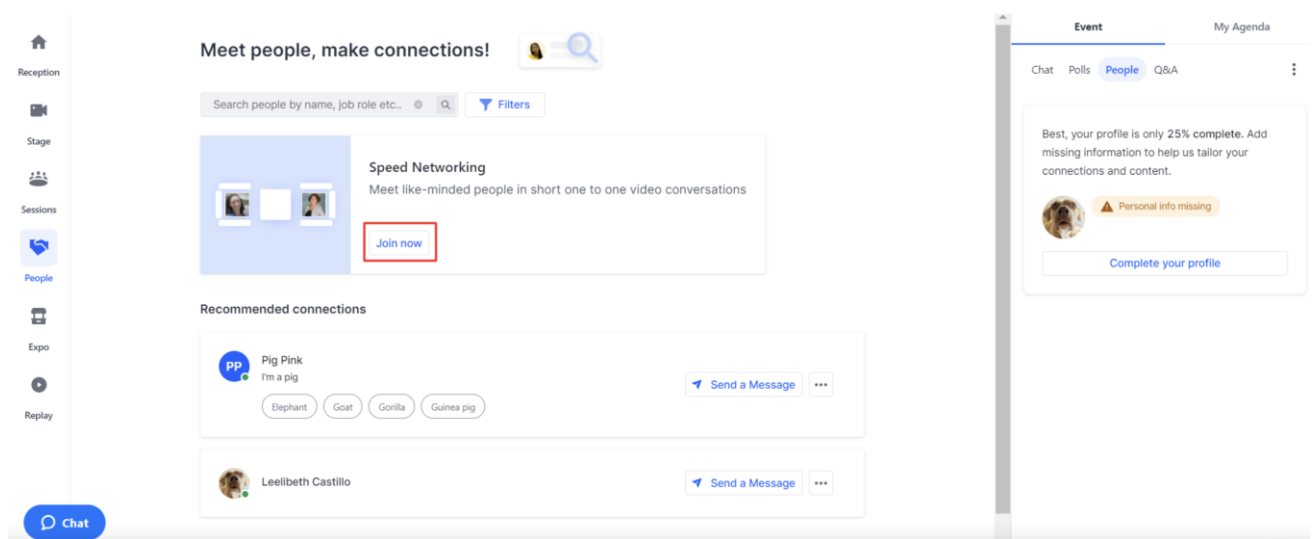 Reception
Stage
Sessions
People
Expo
Replay
Chat
Meet people, make connections!
Search people by name, job role etc..
Filters
Speed Networking
Meet like-minded people in short one to one video conversations
Join now
Recommended connections
PP
Pig Pink
I'm a pig
Elephant Goat Gorilla Guinea pig
Send a Message
Leelibeth Castillo
Send a Message
Event My Agenda
Chat Polls People Q&A
Best, your profile is only 25% complete. Add
missing information to help us tailor your
connections and content.
Personal info missing
Complete your profile